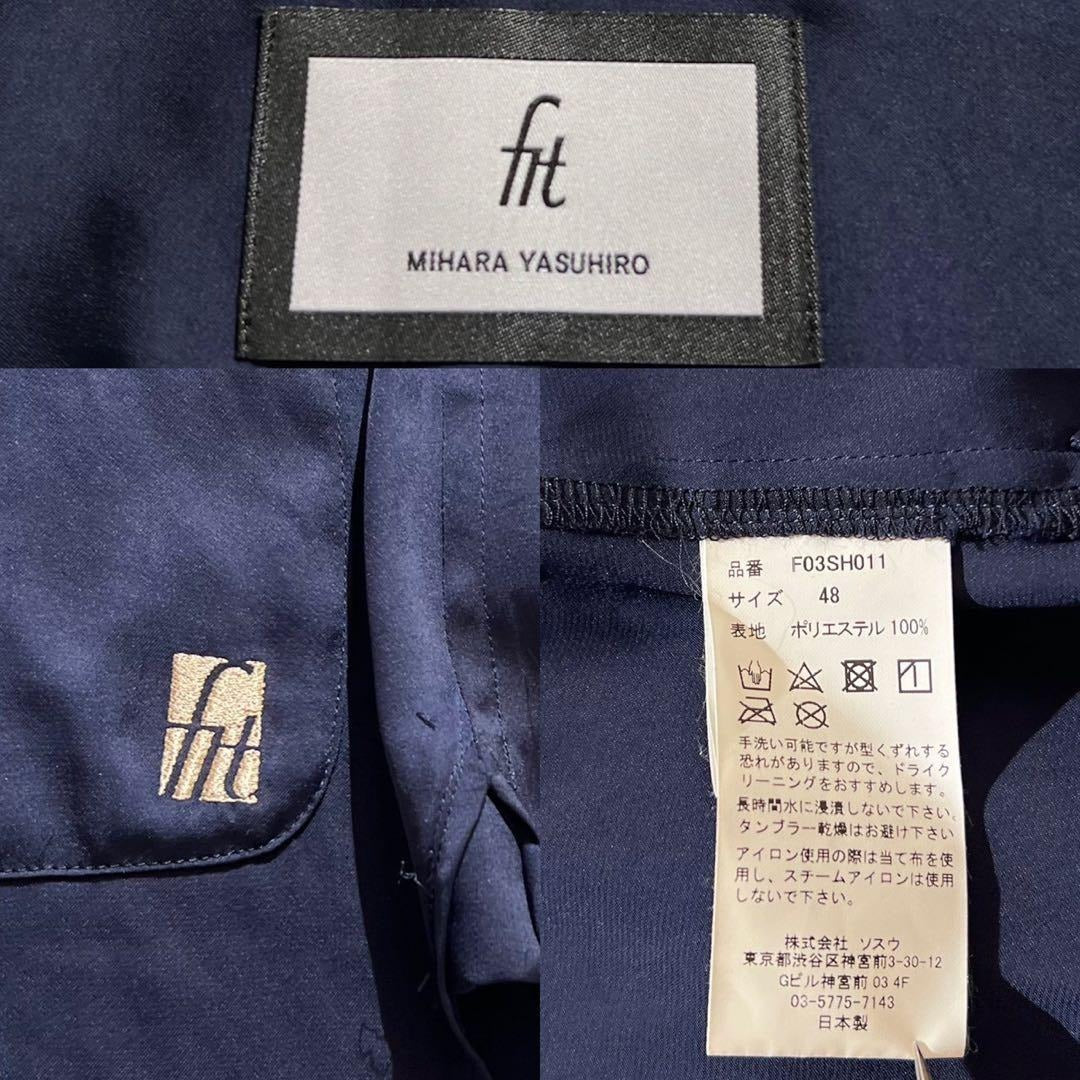 fit
MIHARA YASUHIRO
fit
品番 F03SH011
サイズ 48
表地 ポリエステル 100%
手洗い可能ですが型くずれする
恐れがありますので、ドライク
リーニングをおすすめします。
長時間水に浸漬しないで下さい。
タンブラー乾燥はお避け下さい
アイロン使用の際は当て布を使
用し、スチームアイロンは使用
しないで下さい。
株式会社 ソスウ
東京都渋谷区神宮前3-30-12
Gビル神宮前 03 4F
03-5775-7143
日本製